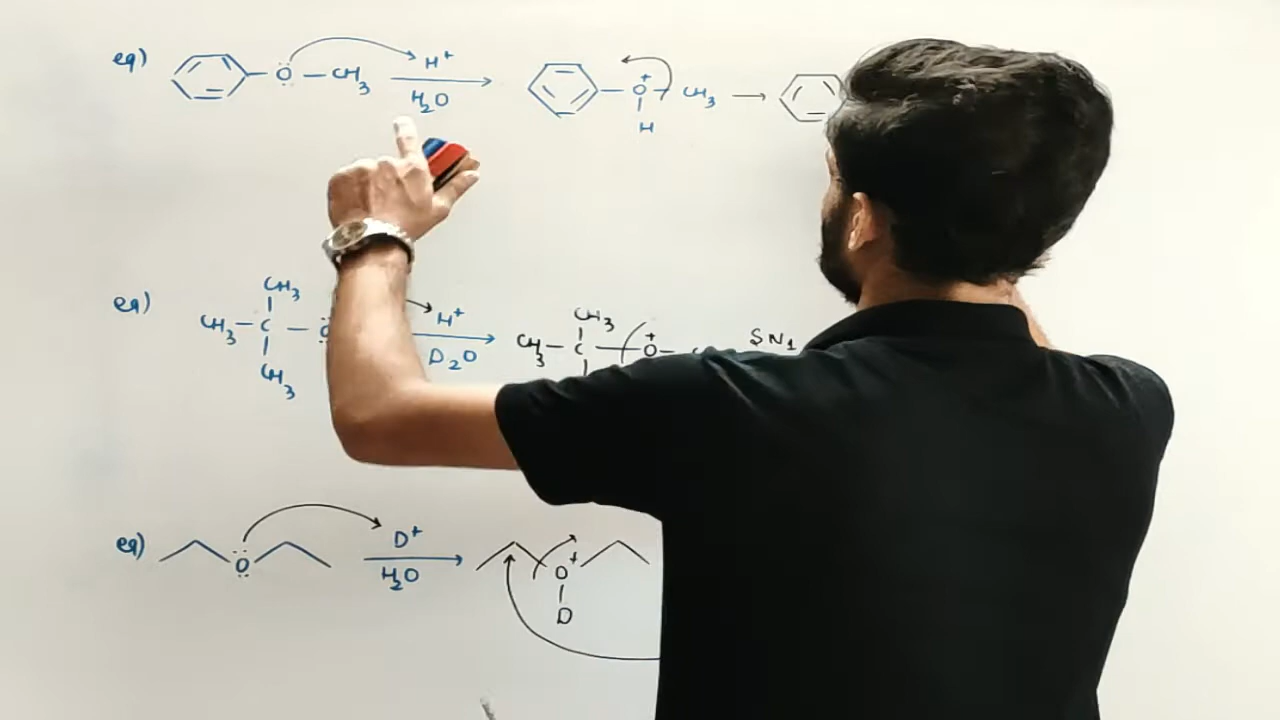 eq) O — CH3 H+ H2O O+ CH3 → H
eq) CH3 CH3 — C — CH3 H+ D2O CH3 CH3 — C — O+ — SN1
eq) O D+ H2O O+ D